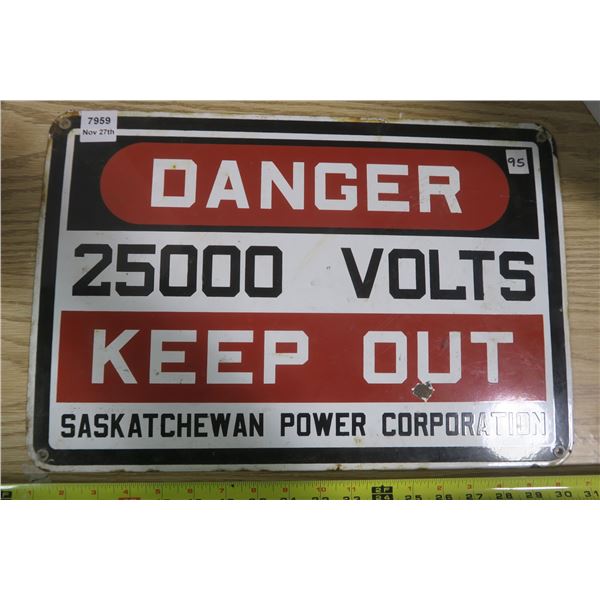 7959
Nov 27th
95
DANGER
25000 VOLTS
KEEP OUT
SASKATCHEWAN POWER CORPORATION